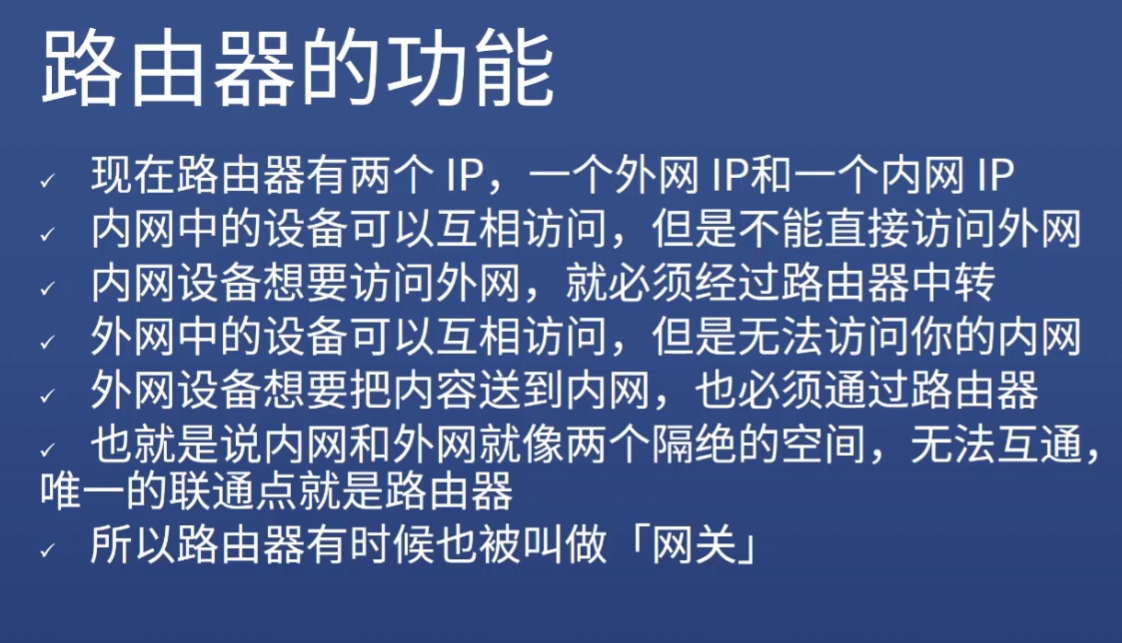 路由器的功能
✓ 现在路由器有两个 IP，一个外网 IP和一个内网 IP
✓ 内网中的设备可以互相访问，但是不能直接访问外网
✓ 内网设备想要访问外网，就必须经过路由器中转
✓ 外网中的设备可以互相访问，但是无法访问你的内网
✓ 外网设备想要把内容送到内网，也必须通过路由器
✓ 也就是说内网和外网就像两个隔绝的空间，无法互通，
唯一的联通点就是路由器
✓ 所以路由器有时候也被叫做「网关」